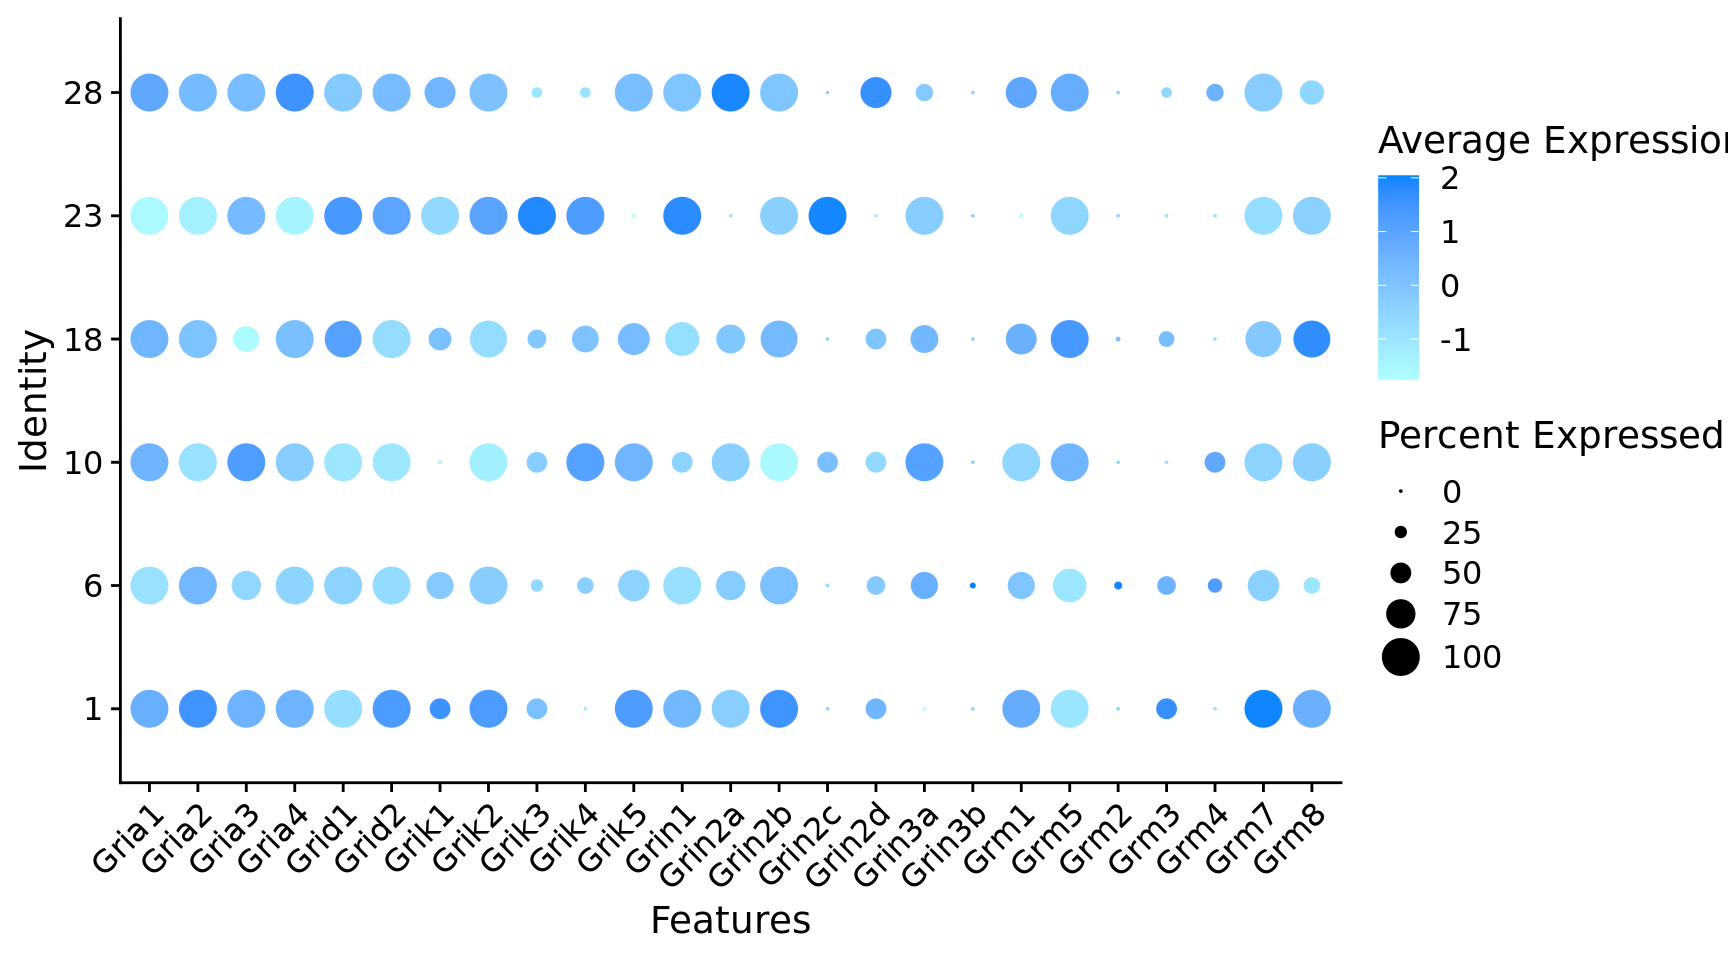 28
23
18
10
6
1
Identity
Gria1
Gria2
Gria3
Gria4
Grid1
Grid2
Grik1
Grik2
Grik3
Grik4
Grik5
Grin1
Grin2a
Grin2b
Grin2c
Grin2d
Grin3a
Grin3b
Grm1
Grm5
Grm2
Grm3
Grm4
Grm7
Grm8
Features
Average Expression
2
1
0
-1
Percent Expressed
0
25
50
75
100